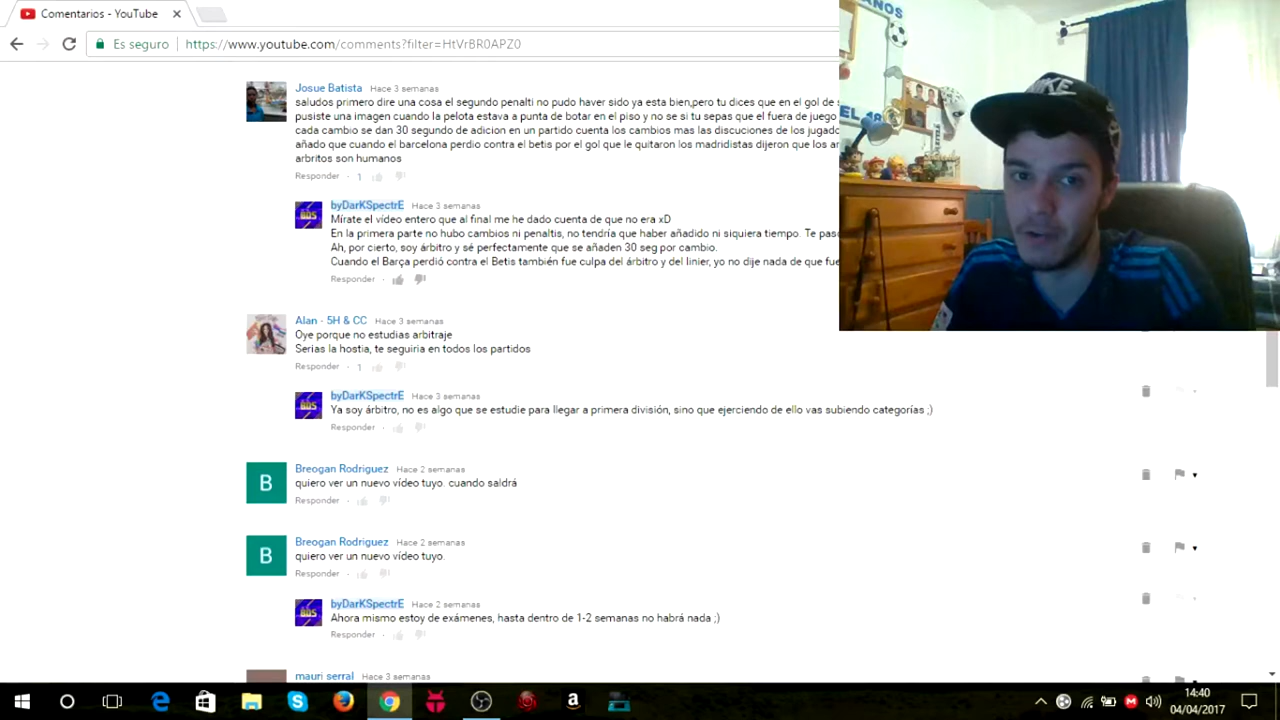 Comentarios - YouTube
Es seguro
https://www.youtube.com/comments?filter=HtVrBR0APZ0
Josue Batista Hace 3 semanas
saludos primero dire una cosa el segundo penalti no pudo haver sido ya esta bien,pero tu dices que en el gol de
pusiste una imagen cuando la pelota estava a punta de botar en el piso y no se si tu sepas que el fuera de juego
cada cambio se dan 30 segundo de adicion en un partido cuenta los cambios mas las discuciones de los
añado que cuando el barcelona perdio contra el betis por el gol que le quitaron los madridistas dijeron que los
arbritos son humanos
Responder · 1
byDarKSpectrE Hace 3 semanas
Mírate el vídeo entero que al final me he dado cuenta de que no era xD
En la primera parte no hubo cambios ni penaltis, no tendría que haber añadido ni siquiera tiempo. Te
Ah, por cierto, soy árbitro y sé perfectamente que se añaden 30 seg por cambio.
Cuando el Barça perdió contra el Betis también fue culpa del árbitro y del linier, yo no dije nada de que
Responder ·
Alan - 5H & CC Hace 3 semanas
Oye porque no estudias arbitraje
Serias la hostia, te seguiria en todos los partidos
Responder · 1
byDarKSpectrE Hace 3 semanas
Ya soy árbitro, no es algo que se estudie para llegar a primera división, sino que ejerciendo de ello vas subiendo categorías ;)
Responder ·
B
Breogan Rodriguez Hace 2 semanas
quiero ver un nuevo vídeo tuyo. cuando saldrá
Responder ·
B
Breogan Rodriguez Hace 2 semanas
quiero ver un nuevo vídeo tuyo.
Responder ·
byDarKSpectrE Hace 2 semanas
Ahora mismo estoy de exámenes, hasta dentro de 1-2 semanas no habrá nada ;)
Responder ·
mauri serral Hace 3 semanas
14:40
04/04/2017